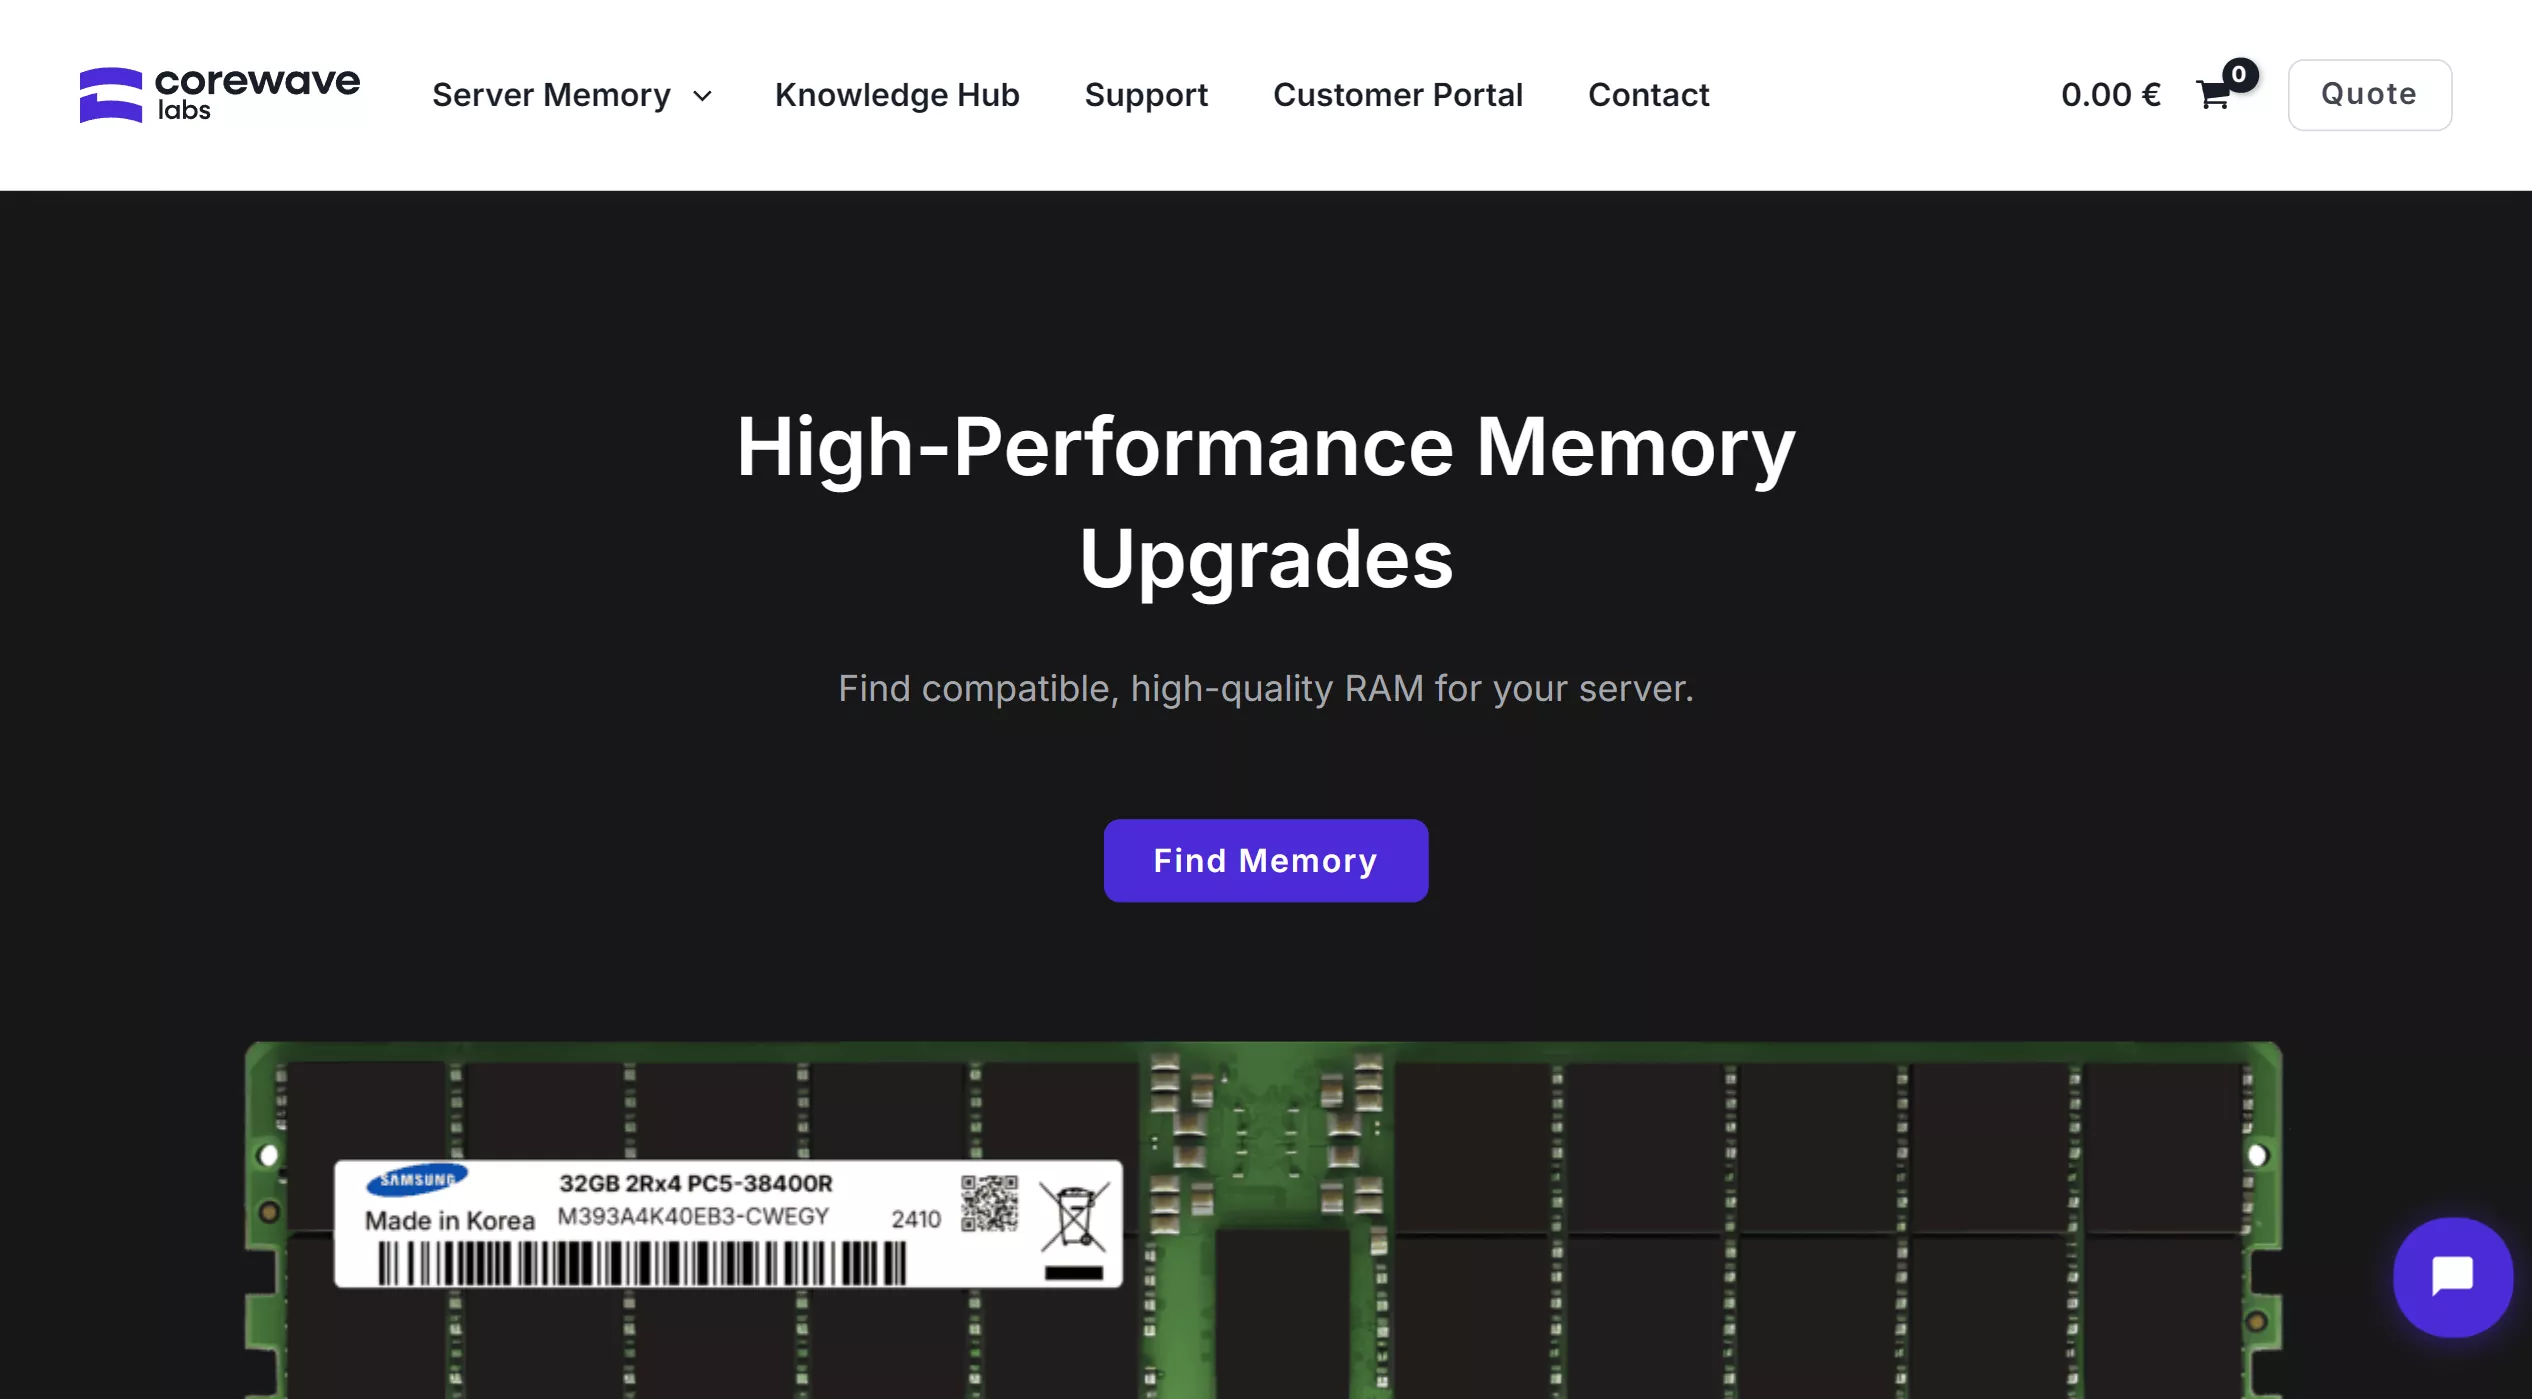 corewave
labs
Server Memory
Knowledge Hub
Support
Customer Portal
Contact
0.00 €
0
Quote
High-Performance Memory
Upgrades
Find compatible, high-quality RAM for your server.
Find Memory
SAMSUNG
32GB 2Rx4 PC5-38400R
Made in Korea
M393A4K40EB3-CWEGY
2410